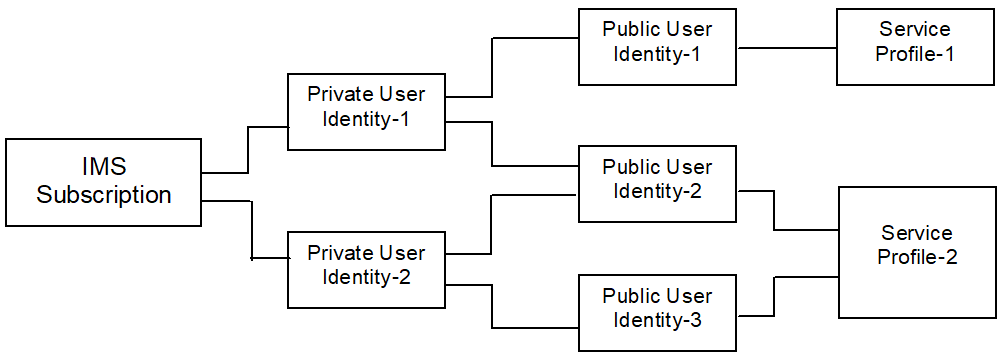 IMS
Subscription
Private User
Identity-1
Private User
Identity-2
Public User
Identity-1
Public User
Identity-2
Public User
Identity-3
Service
Profile-1
Service
Profile-2